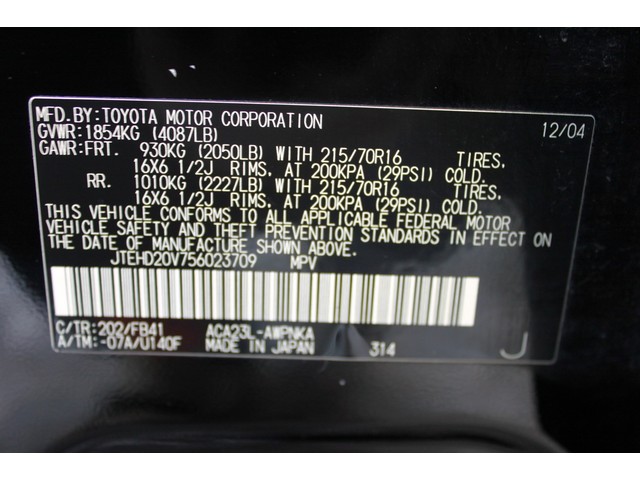 MFD.BY:TOYOTA MOTOR CORPORATION 12/04
GVWR:1854KG (4087LB)
GAWR:FRT. 930KG (2050LB) WITH 215/70R16 TIRES,
16X6 1/2J RIMS, AT 200KPA (29PSI) COLD.
RR. 1010KG (2227LB) WITH 215/70R16 TIRES,
16X6 1/2J RIMS, AT 200KPA (29PSI) COLD.
THIS VEHICLE CONFORMS TO ALL APPLICABLE FEDERAL MOTOR
VEHICLE SAFETY AND THEFT PREVENTION STANDARDS IN EFFECT ON
THE DATE OF MANUFACTURE SHOWN ABOVE.
JTEHD20V756023709 MPV
C/TR:202/FB41 ACA23L-AWPNKA
A/TM:-07A/U140F MADE IN JAPAN 314 J